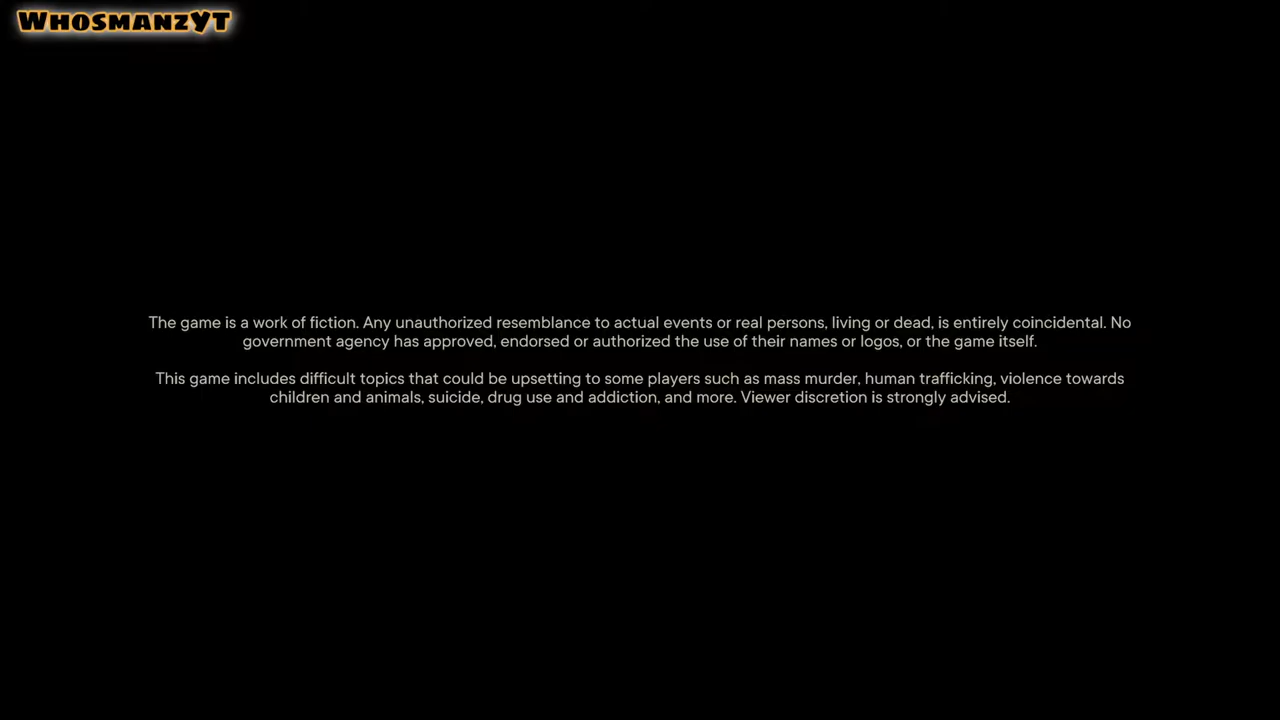 WhosmanzYT
The game is a work of fiction. Any unauthorized resemblance to actual events or real persons, living or dead, is entirely coincidental. No
government agency has approved, endorsed or authorized the use of their names or logos, or the game itself.
This game includes difficult topics that could be upsetting to some players such as mass murder, human trafficking, violence towards
children and animals, suicide, drug use and addiction, and more. Viewer discretion is strongly advised.